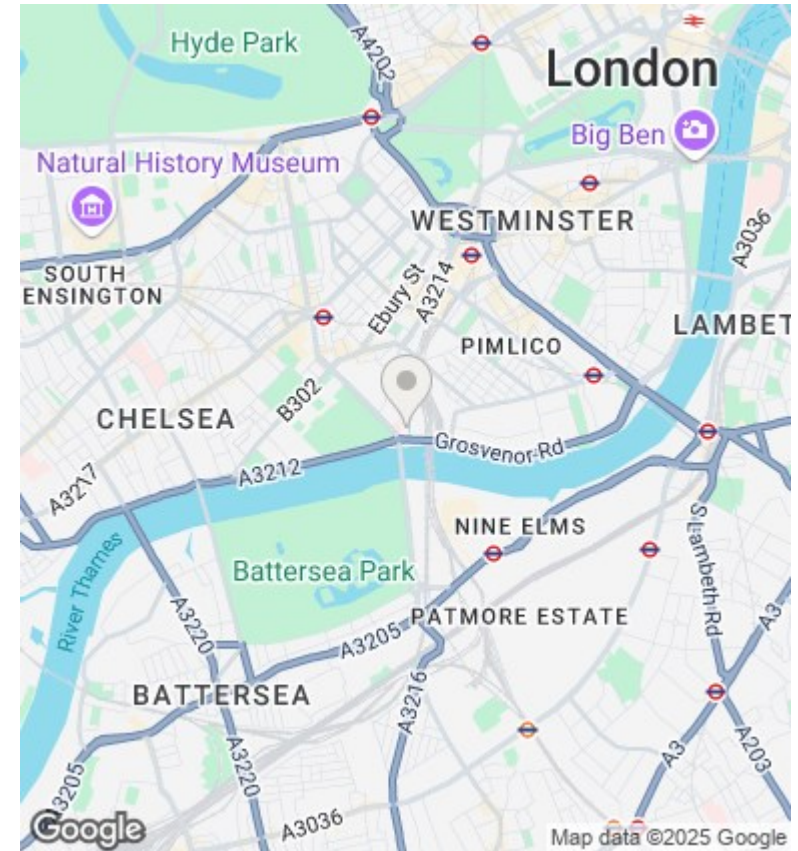 Hyde Park
A4202
London
Big Ben
Natural History Museum
WESTMINSTER
A3036
SOUTH
ENSINGTON
Ebury St
A3214
LAMBET
PIMLICO
B302
CHELSEA
Grosvenor Rd
A3212
A3217
NINE ELMS
S Lambeth Rd
River Thames
Battersea Park
A3220
A3205
PATMORE ESTATE
A3
BATTERSEA
A3216
A3220
A3
A203
A3205
A3036
Google
Map data ©2025 Google